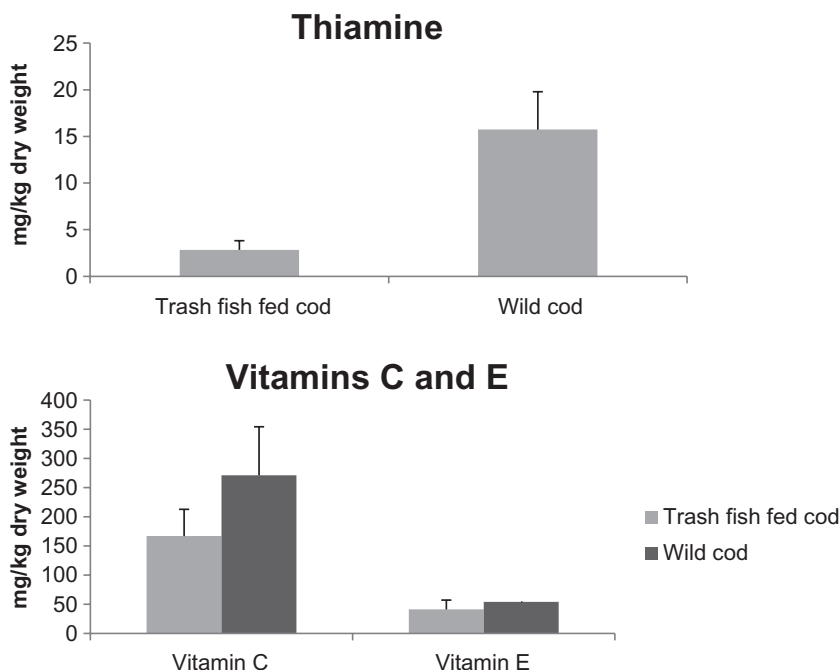 Thiamine
mg/kg dry weight
25
20
15
10
5
0
Trash fish fed cod Wild cod
Vitamins C and E
mg/kg dry weight
400
350
300
250
200
150
100
50
0
Vitamin C Vitamin E
Trash fish fed cod
Wild cod